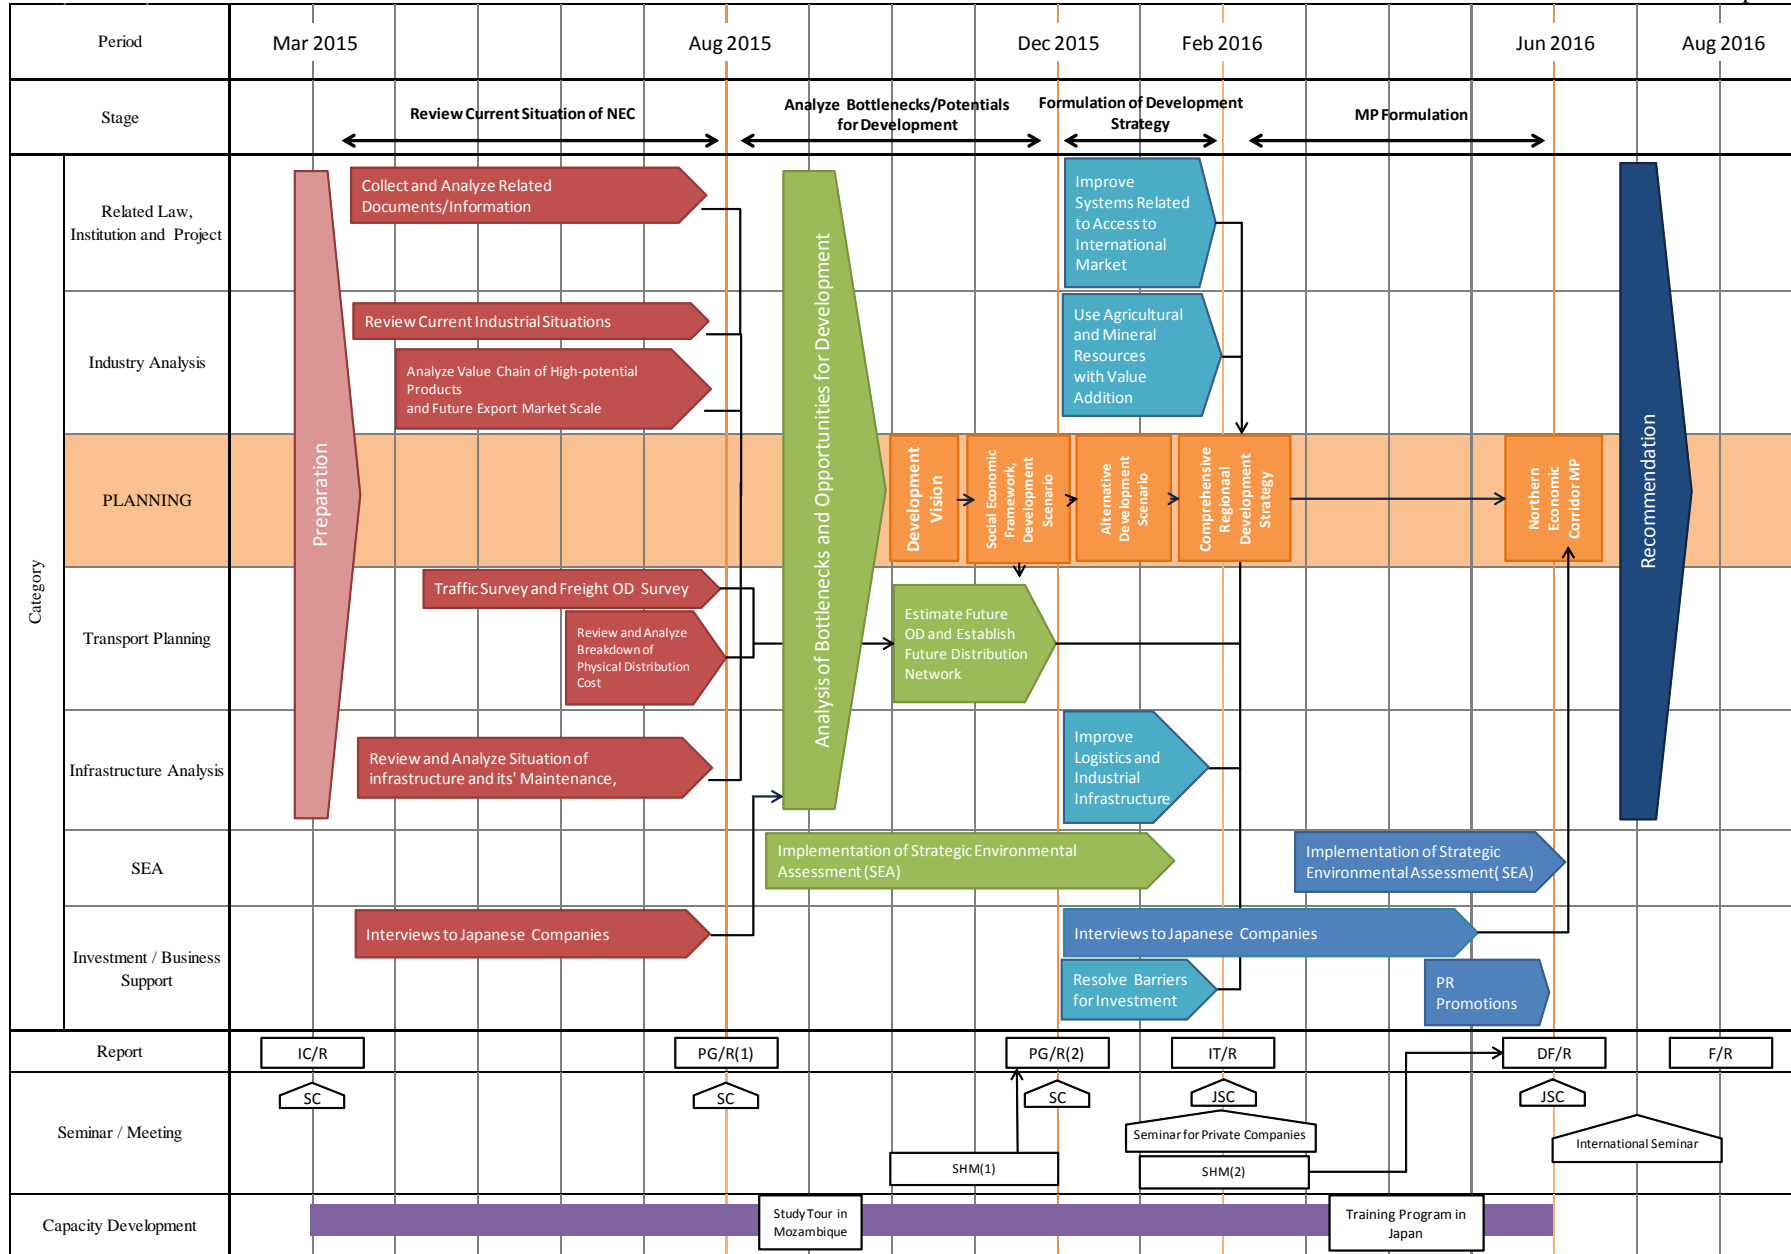 Period
Mar 2015
Aug 2015
Dec 2015
Feb 2016
Jun 2016
Aug 2016
Stage
Review Current Situation of NEC
Analyze Bottlenecks/Potentials
for Development
Formulation of Development
Strategy
MP Formulation
Category
Related Law,
Institution and Project
Collect and Analyze Related
Documents/Information
Improve
Systems Related
to Access to
International
Market
Industry Analysis
Review Current Industrial Situations
Analyze Value Chain of High-potential
Products
and Future Export Market Scale
Use Agricultural
and Mineral
Resources
with Value
Addition
PLANNING
Preparation
Analysis of Bottlenecks and Opportunities for Development
Development
Vision
Social Economic
Framework,
Development
Scenario
Alternative
Development
Scenario
Comprehensive
Regionaal
Development
Strategy
Northern
Economic
Corridor MP
Recommendation
Transport Planning
Traffic Survey and Freight OD Survey
Review and Analyze
Breakdown of
Physical Distribution
Cost
Estimate Future
OD and Establish
Future Distribution
Network
Infrastructure Analysis
Review and Analyze Situation of
infrastructure and its' Maintenance,
Improve
Logistics and
Industrial
Infrastructure
SEA
Implementation of Strategic Environmental
Assessment (SEA)
Implementation of Strategic
Environmental Assessment( SEA)
Investment / Business
Support
Interviews to Japanese Companies
Interviews to Japanese Companies
Resolve Barriers
for Investment
PR
Promotions
Report
IC/R
PG/R(1)
PG/R(2)
IT/R
DF/R
F/R
Seminar / Meeting
SC
SC
SC
JSC
JSC
Seminar for Private Companies
International Seminar
SHM(1)
SHM(2)
Capacity Development
Study Tour in
Mozambique
Training Program in
Japan